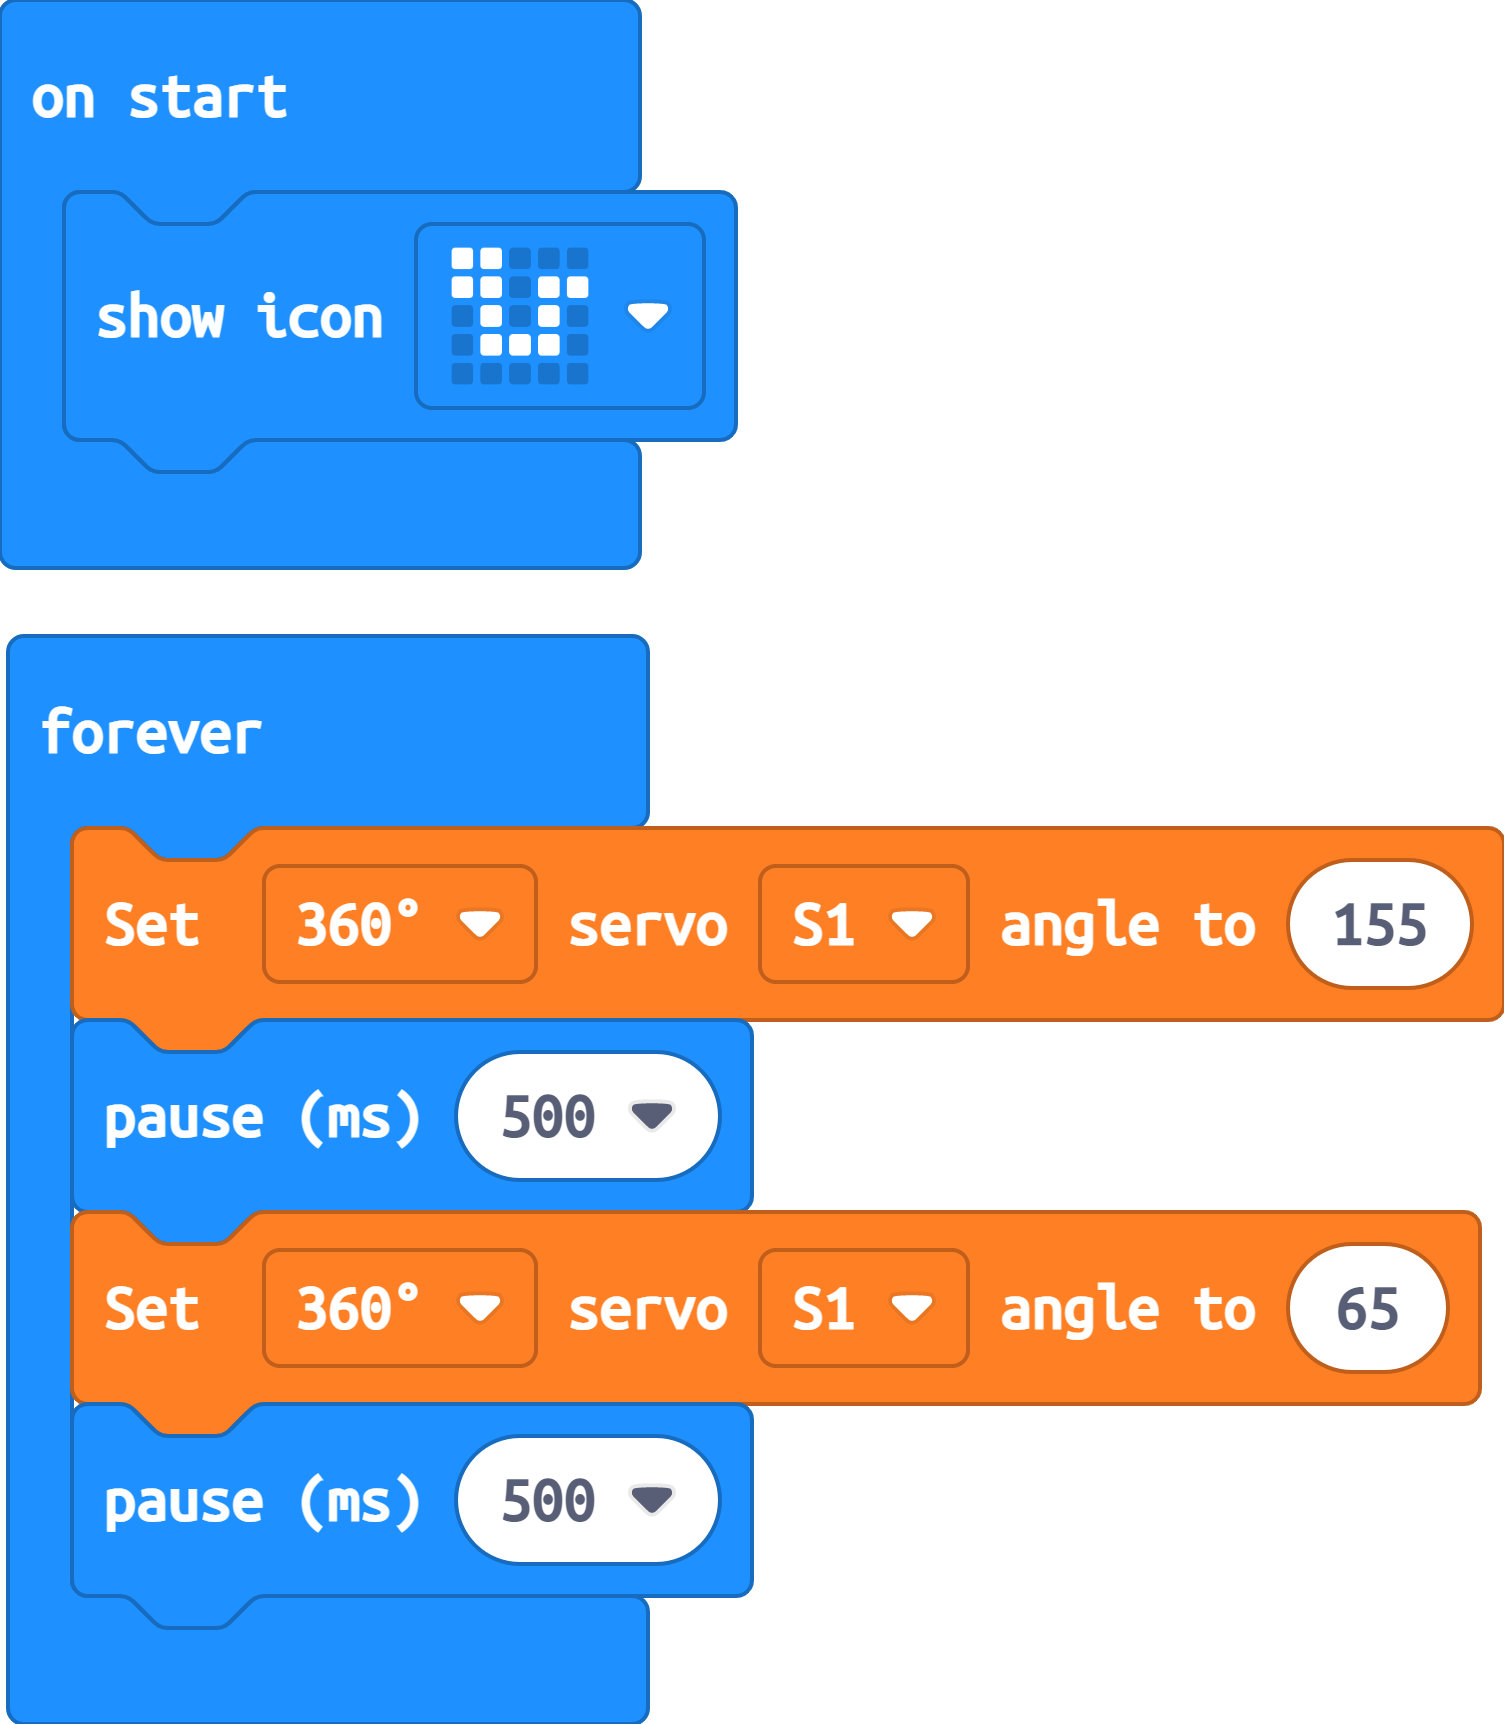 on start
show icon
forever
Set 360° servo S1 angle to 155
pause (ms) 500
Set 360° servo S1 angle to 65
pause (ms) 500